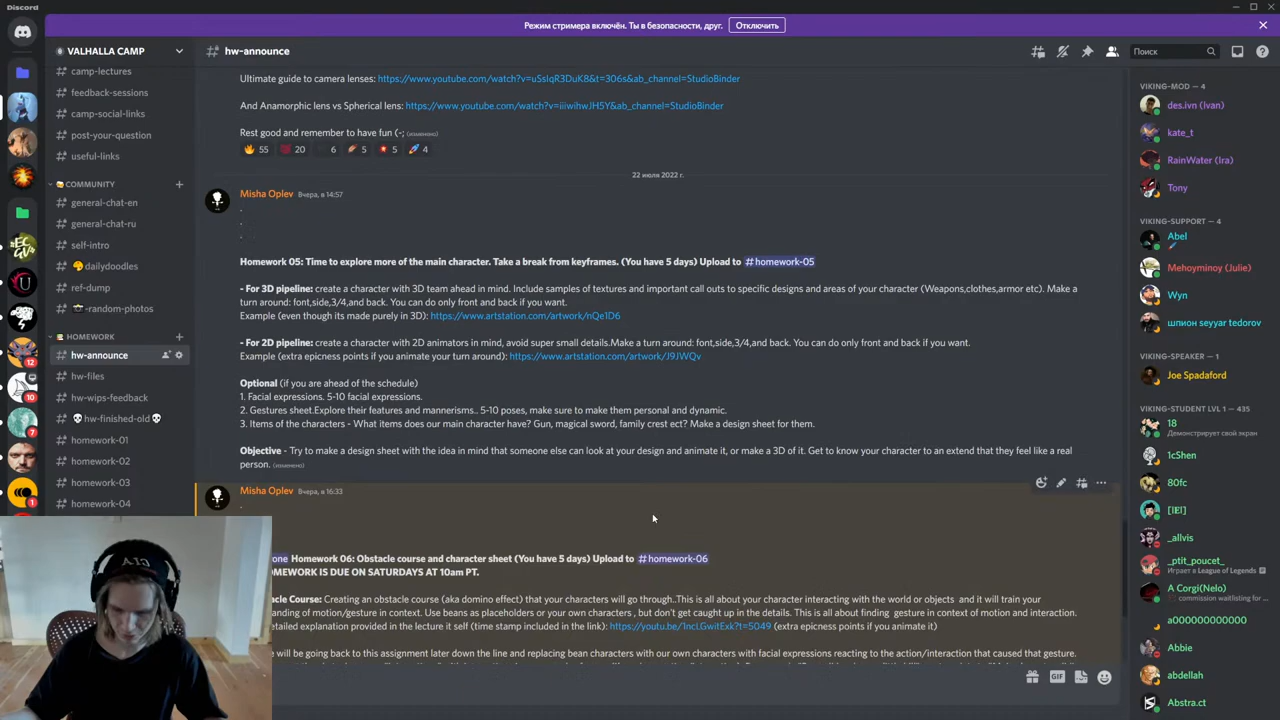 Discord
Режим стримера включён. Ты в безопасности, друг.
Отключить
VALHALLA CAMP
hw-announce
Поиск
camp-lectures
feedback-sessions
camp-social-links
post-your-question
useful-links
COMMUNITY
general-chat-en
general-chat-ru
self-intro
dailydoodles
ref-dump
-random-photos
HOMEWORK
hw-announce
hw-files
hw-wips-feedback
hw-finished-old
homework-01
homework-02
homework-03
homework-04
12
10
7
1
Ultimate guide to camera lenses: https://www.youtube.com/watch?v=uSsIqR3DuK8&t=306s&ab_channel=StudioBinder
And Anamorphic lens vs Spherical lens: https://www.youtube.com/watch?v=iiiwihwJH5Y&ab_channel=StudioBinder
Rest good and remember to have fun (-; (изменено)
55 20 6 5 5 4
22 июля 2022 г.
Misha Oplev Вчера, в 14:57
.
.
.
Homework 05: Time to explore more of the main character. Take a break from keyframes. (You have 5 days) Upload to # homework-05
- For 3D pipeline: create a character with 3D team ahead in mind. Include samples of textures and important call outs to specific designs and areas of your character (Weapons,clothes,armor etc). Make a
turn around: font,side,3/4,and back. You can do only front and back if you want.
Example (even though its made purely in 3D): https://www.artstation.com/artwork/nQe1D6
- For 2D pipeline: create a character with 2D animators in mind, avoid super small details.Make a turn around: font,side,3/4,and back. You can do only front and back if you want.
Example (extra epicness points if you animate your turn around): https://www.artstation.com/artwork/J9JWQv
Optional (if you are ahead of the schedule)
1. Facial expressions. 5-10 facial expressions.
2. Gestures sheet.Explore their features and mannerisms.. 5-10 poses, make sure to make them personal and dynamic.
3. Items of the characters - What items does our main character have? Gun, magical sword, family crest ect? Make a design sheet for them.
Objective - Try to make a design sheet with the idea in mind that someone else can look at your design and animate it, or make a 3D of it. Get to know your character to an extend that they feel like a real
person. (изменено)
Misha Oplev Вчера, в 16:33
.
one Homework 06: Obstacle course and character sheet (You have 5 days) Upload to # homework-06
OMEWORK IS DUE ON SATURDAYS AT 10am PT.
acle Course: Creating an obstacle course (aka domino effect) that your characters will go through..This is all about your character interacting with the world or objects and it will train your
anding of motion/gesture in context. Use beans as placeholders or your own characters , but don't get caught up in the details. This is all about finding gesture in context of motion and interaction.
etailed explanation provided in the lecture it self (time stamp included in the link): https://youtu.be/1ncLGwitExk?t=5049 (extra epicness points if you animate it)
e will be going back to this assignment later down the line and replacing bean characters with our own characters with facial expressions reacting to the action/interaction that caused that gesture.
GIF
VIKING-MOD — 4
des.ivn (Ivan)
kate_t
RainWater (Ira)
Tony
VIKING-SUPPORT — 4
Abel
Mehoyminoy (Julie)
Wyn
шпион seyyar tedorov
VIKING-SPEAKER — 1
Joe Spadaford
VIKING-STUDENT LVL 1 — 435
18
Демонстрирует свой экран
1cShen
80fc
_allvis
_ptit_poucet_
Играет в League of Legends
A Corgi(Nelo)
commission waitlisting for ...
a00000000000
Abbie
abdellah
Abstra.ct